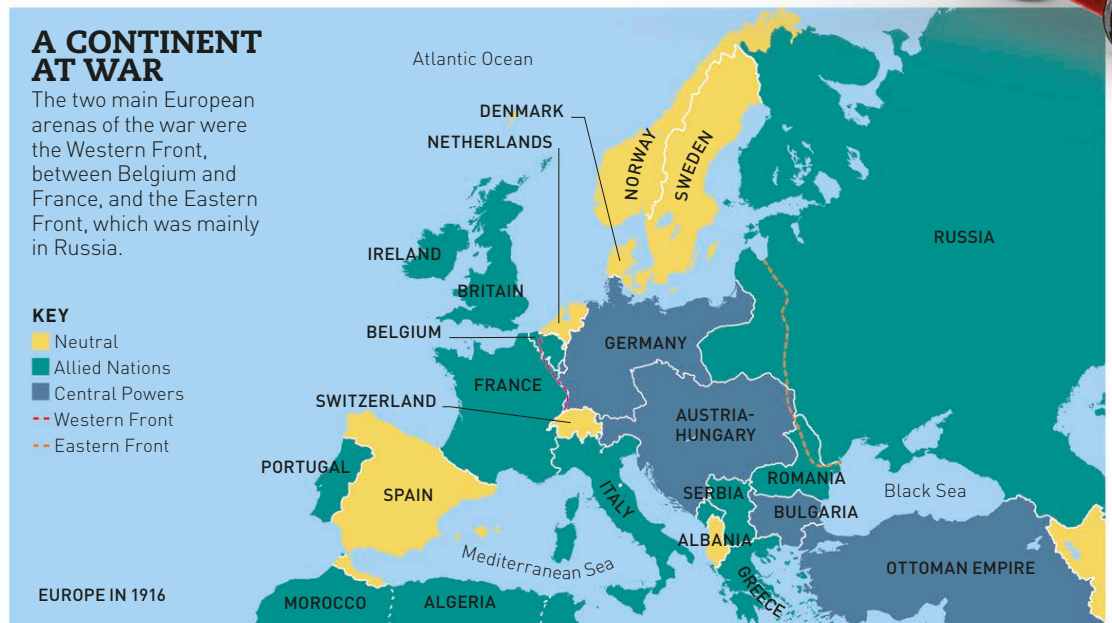 A CONTINENT
AT WAR
The two main European
arenas of the war were
the Western Front,
between Belgium and
France, and the Eastern
Front, which was mainly
in Russia.
KEY
Neutral
Allied Nations
Central Powers
Western Front
Eastern Front
EUROPE IN 1916
Atlantic Ocean
DENMARK
NETHERLANDS
NORWAY
SWEDEN
RUSSIA
IRELAND
BRITAIN
BELGIUM
GERMANY
FRANCE
SWITZERLAND
AUSTRIA-
HUNGARY
PORTUGAL
SPAIN
ITALY
SERBIA
ROMANIA
Black Sea
BULGARIA
ALBANIA
Mediterranean Sea
GREECE
OTTOMAN EMPIRE
MOROCCO
ALGERIA